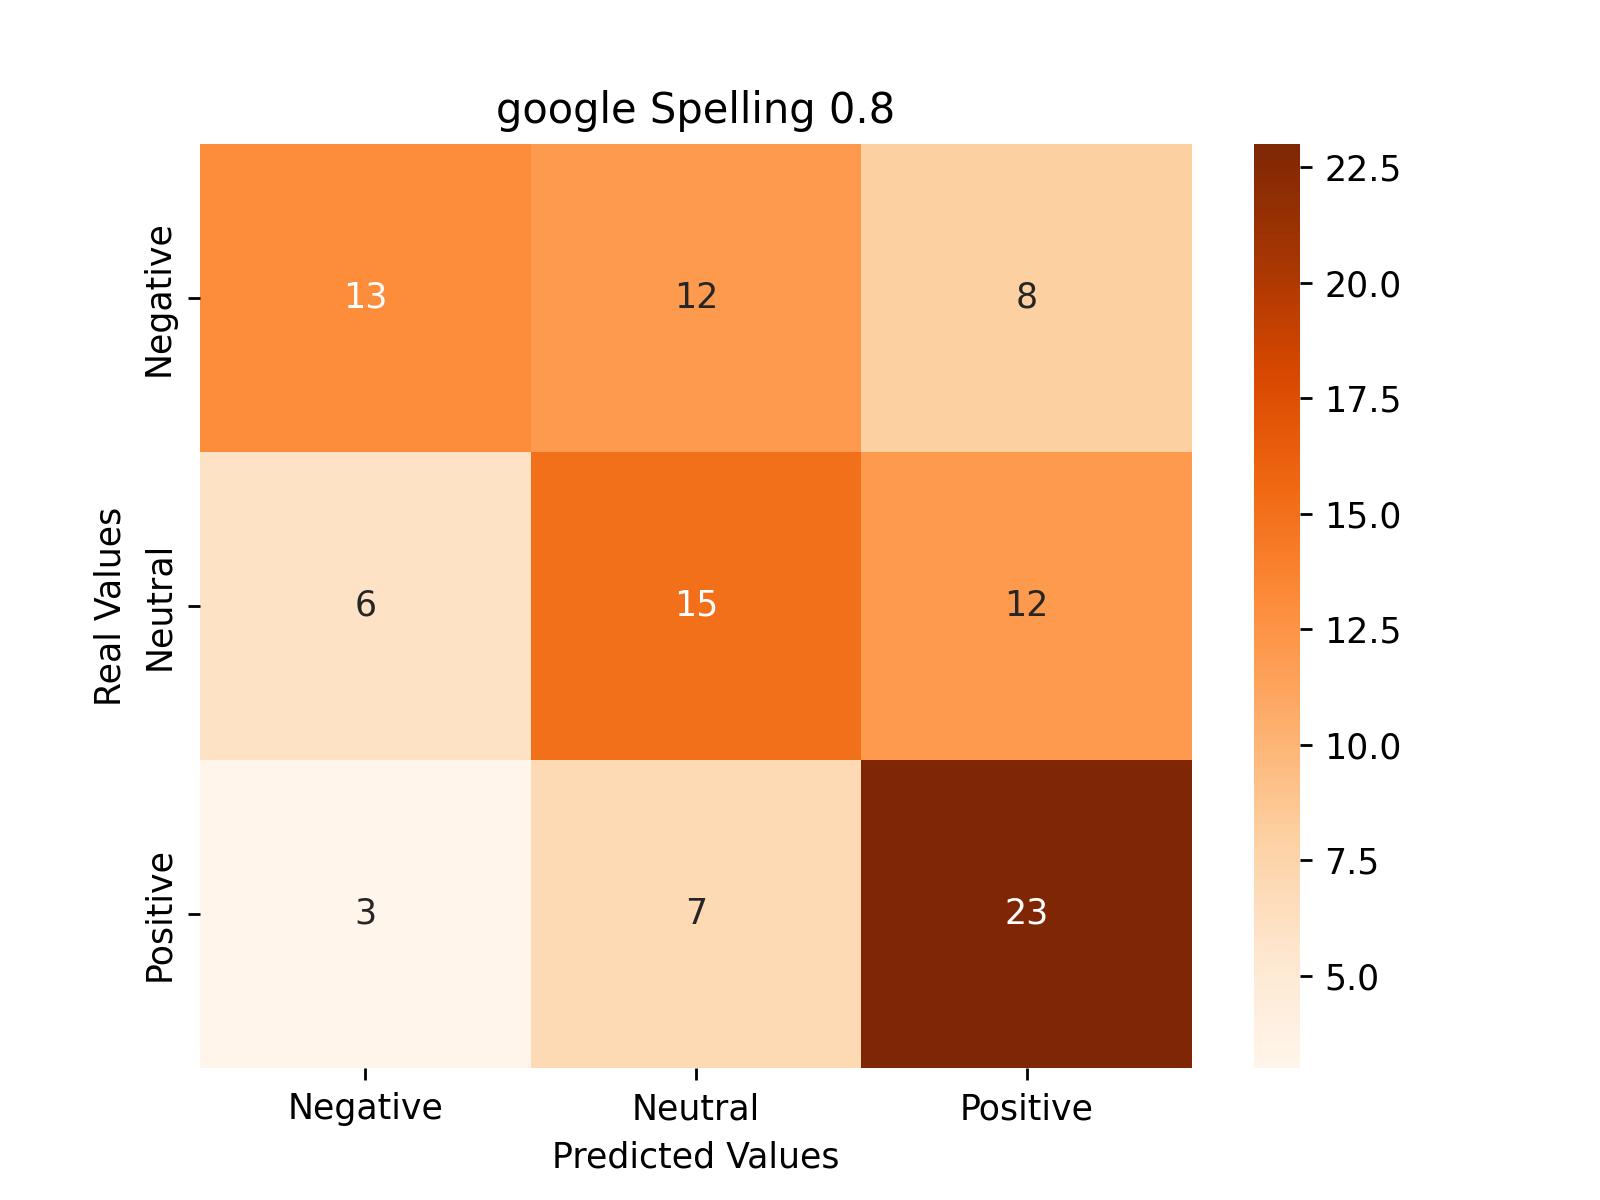 google Spelling 0.8
Negative
13
12
8
Real Values
Neutral
6
15
12
Positive
3
7
23
Negative
Neutral
Positive
Predicted Values
22.5
20.0
17.5
15.0
12.5
10.0
7.5
5.0